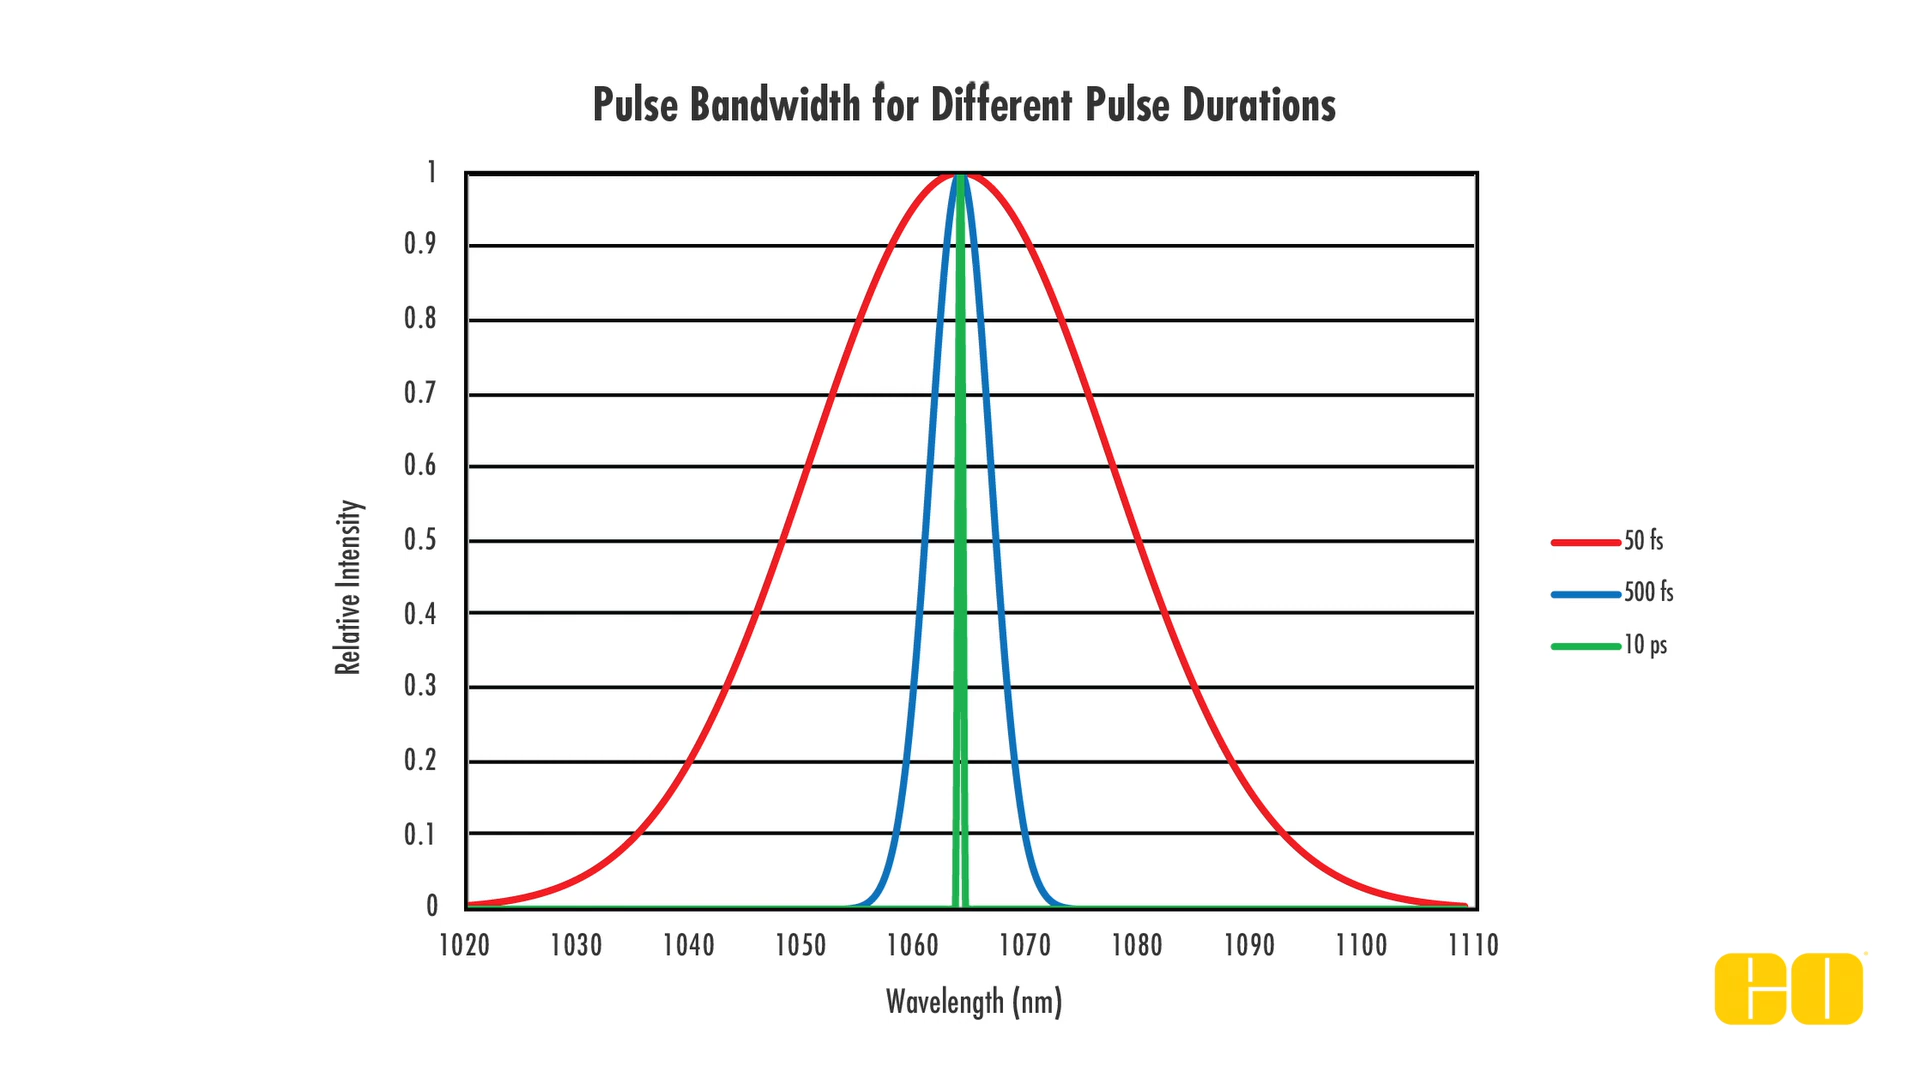 Pulse Bandwidth for Different Pulse Durations
1
0.9
0.8
0.7
0.6
0.5
0.4
0.3
0.2
0.1
0
Relative Intensity
1020 1030 1040 1050 1060 1070 1080 1090 1100 1110
Wavelength (nm)
50 fs
500 fs
10 ps
EO